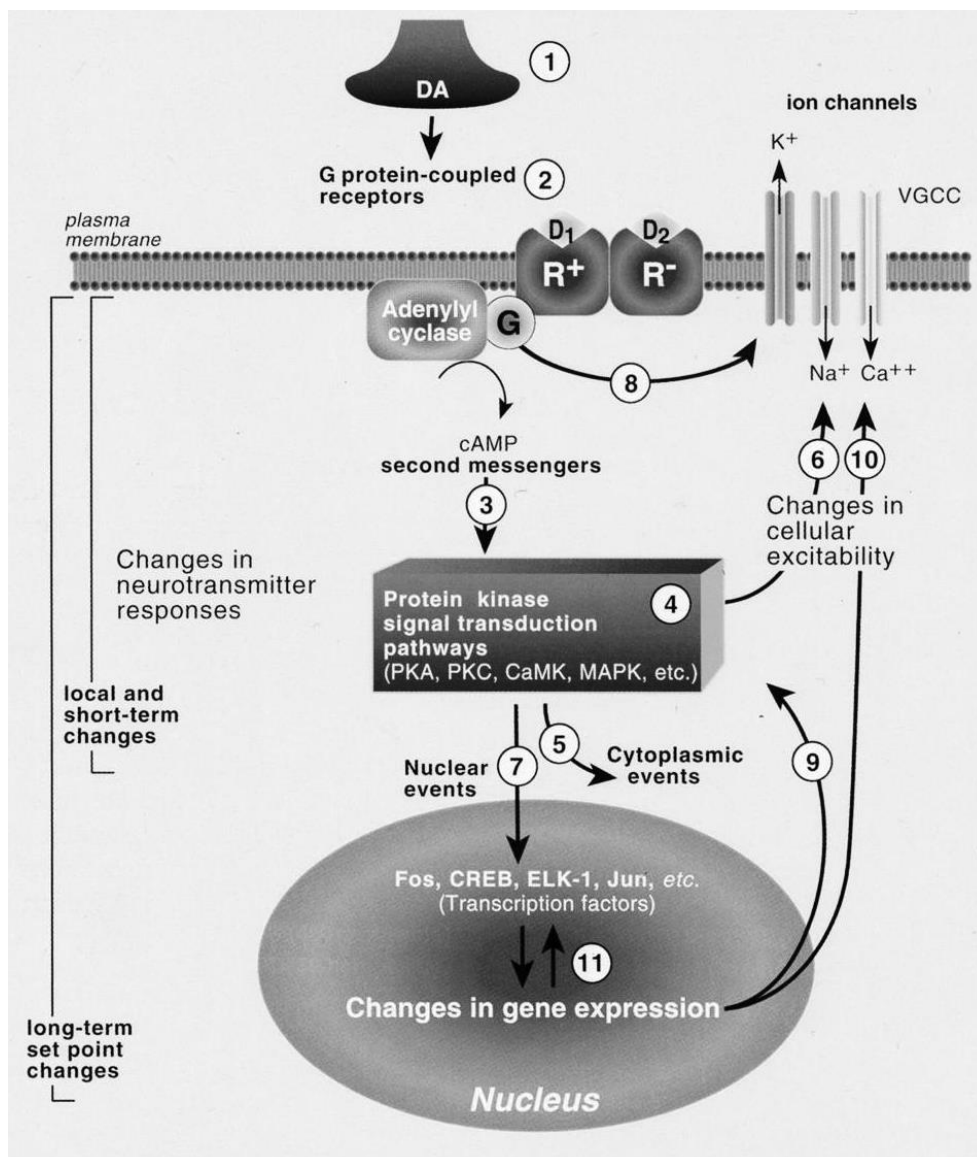 1
DA
ion channels
K+
G protein-coupled
receptors
2
VGCC
plasma
membrane
D1
D2
R+
R-
Adenylyl
cyclase
G
8
Na+
Ca++
cAMP
second messengers
3
6
10
Changes in
cellular
excitability
Changes in
neurotransmitter
responses
Protein kinase
signal transduction
pathways
(PKA, PKC, CaMK, MAPK, etc.)
4
local and
short-term
changes
7
5
Nuclear
events
Cytoplasmic
events
9
Fos, CREB, ELK-1, Jun, etc.
(Transcription factors)
11
Changes in gene expression
long-term
set point
changes
Nucleus